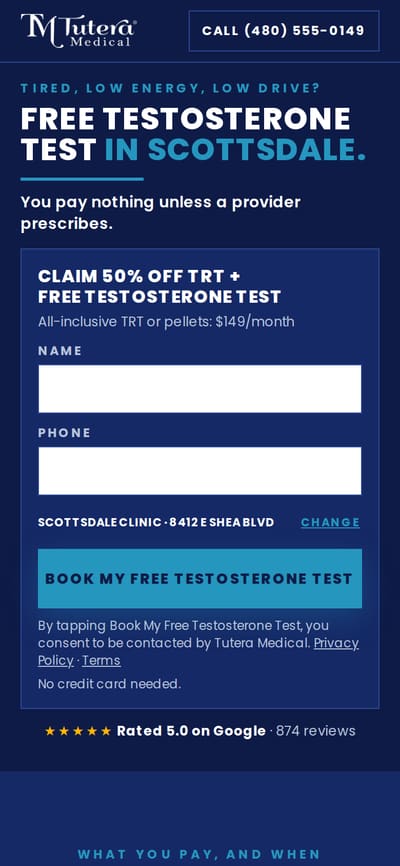 TM Tutera
Medical
CALL (480) 555-0149
TIRED, LOW ENERGY, LOW DRIVE?
FREE TESTOSTERONE
TEST IN SCOTTSDALE.
You pay nothing unless a provider
prescribes.
CLAIM 50% OFF TRT +
FREE TESTOSTERONE TEST
All-inclusive TRT or pellets: $149/month
NAME
PHONE
SCOTTSDALE CLINIC · 8412 E SHEA BLVD CHANGE
BOOK MY FREE TESTOSTERONE TEST
By tapping Book My Free Testosterone Test, you
consent to be contacted by Tutera Medical. Privacy
Policy · Terms
No credit card needed.
★★★★★ Rated 5.0 on Google · 874 reviews
WHAT YOU PAY, AND WHEN